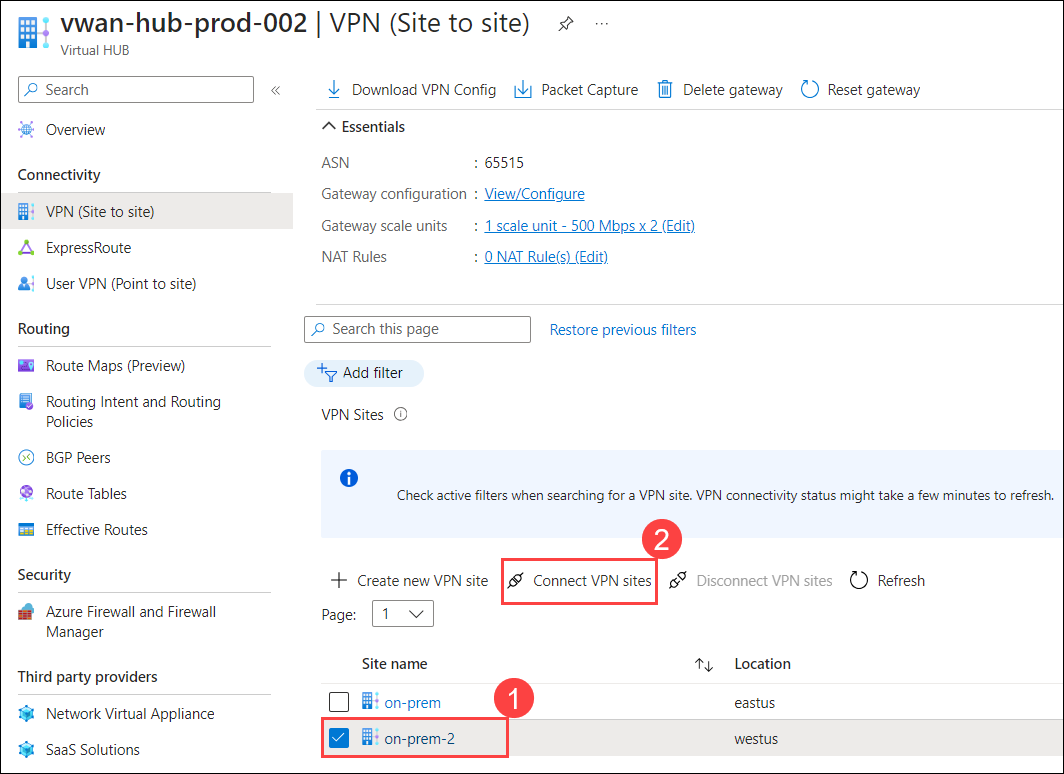 vwan-hub-prod-002 | VPN (Site to site) ...
Virtual HUB
Search
«
Overview
Connectivity
VPN (Site to site)
ExpressRoute
User VPN (Point to site)
Routing
Route Maps (Preview)
Routing Intent and Routing
Policies
BGP Peers
Route Tables
Effective Routes
Security
Azure Firewall and Firewall
Manager
Third party providers
Network Virtual Appliance
SaaS Solutions
Download VPN Config Packet Capture Delete gateway Reset gateway
Essentials
ASN : 65515
Gateway configuration : View/Configure
Gateway scale units : 1 scale unit - 500 Mbps x 2 (Edit)
NAT Rules : 0 NAT Rule(s) (Edit)
Search this page Restore previous filters
Add filter
VPN Sites
Check active filters when searching for a VPN site. VPN connectivity status might take a few minutes to refresh.
2
Create new VPN site Connect VPN sites Disconnect VPN sites Refresh
Page: 1
Site name Location
1
on-prem eastus
on-prem-2 westus